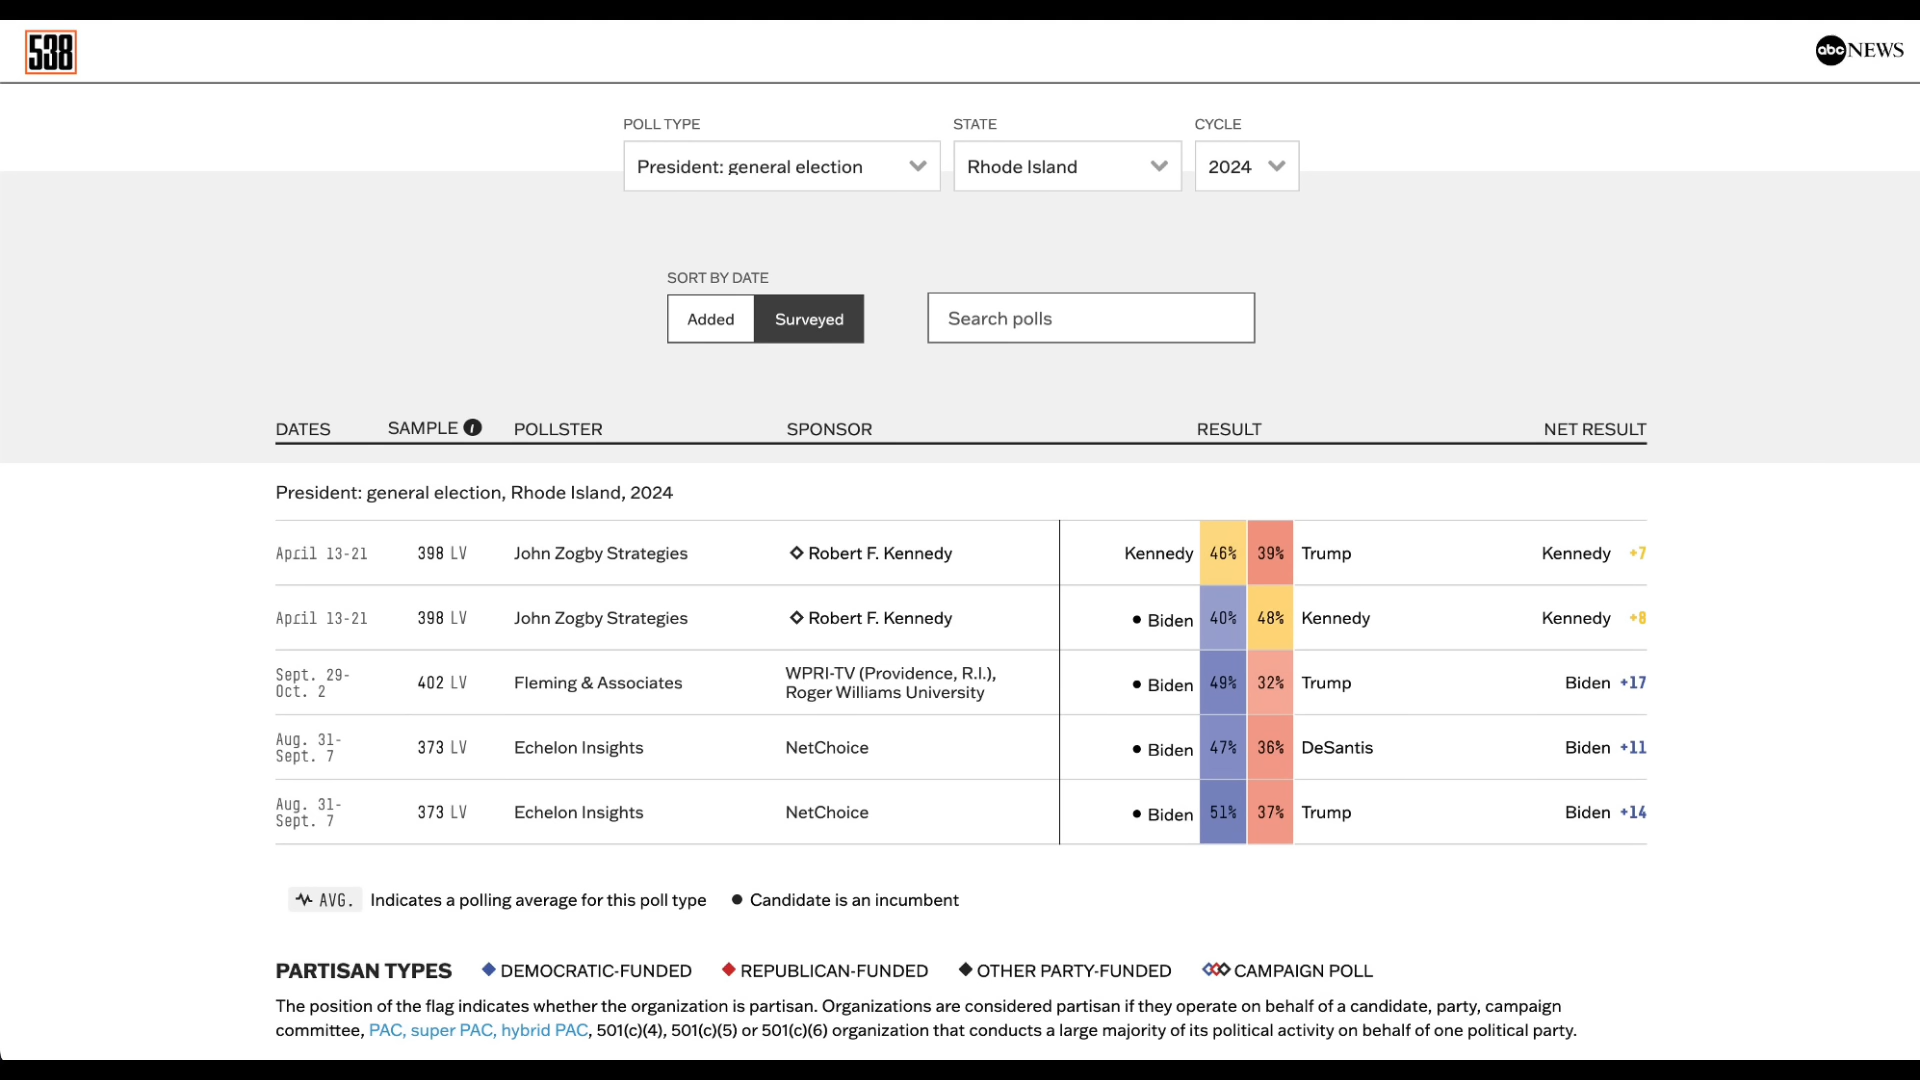 538
abc NEWS
POLL TYPE STATE CYCLE
President: general election Rhode Island 2024
SORT BY DATE
Added Surveyed Search polls
DATES SAMPLE i POLLSTER SPONSOR RESULT NET RESULT
President: general election, Rhode Island, 2024
April 13-21 398 LV John Zogby Strategies Robert F. Kennedy Kennedy 46% 39% Trump Kennedy +7
April 13-21 398 LV John Zogby Strategies Robert F. Kennedy Biden 40% 48% Kennedy Kennedy +8
Sept. 29-
Oct. 2 402 LV Fleming & Associates WPRI-TV (Providence, R.I.),
Roger Williams University Biden 49% 32% Trump Biden +17
Aug. 31-
Sept. 7 373 LV Echelon Insights NetChoice Biden 47% 36% DeSantis Biden +11
Aug. 31-
Sept. 7 373 LV Echelon Insights NetChoice Biden 51% 37% Trump Biden +14
AVG. Indicates a polling average for this poll type ● Candidate is an incumbent
PARTISAN TYPES DEMOCRATIC-FUNDED REPUBLICAN-FUNDED OTHER PARTY-FUNDED CAMPAIGN POLL
The position of the flag indicates whether the organization is partisan. Organizations are considered partisan if they operate on behalf of a candidate, party, campaign
committee, PAC, super PAC, hybrid PAC, 501(c)(4), 501(c)(5) or 501(c)(6) organization that conducts a large majority of its political activity on behalf of one political party.